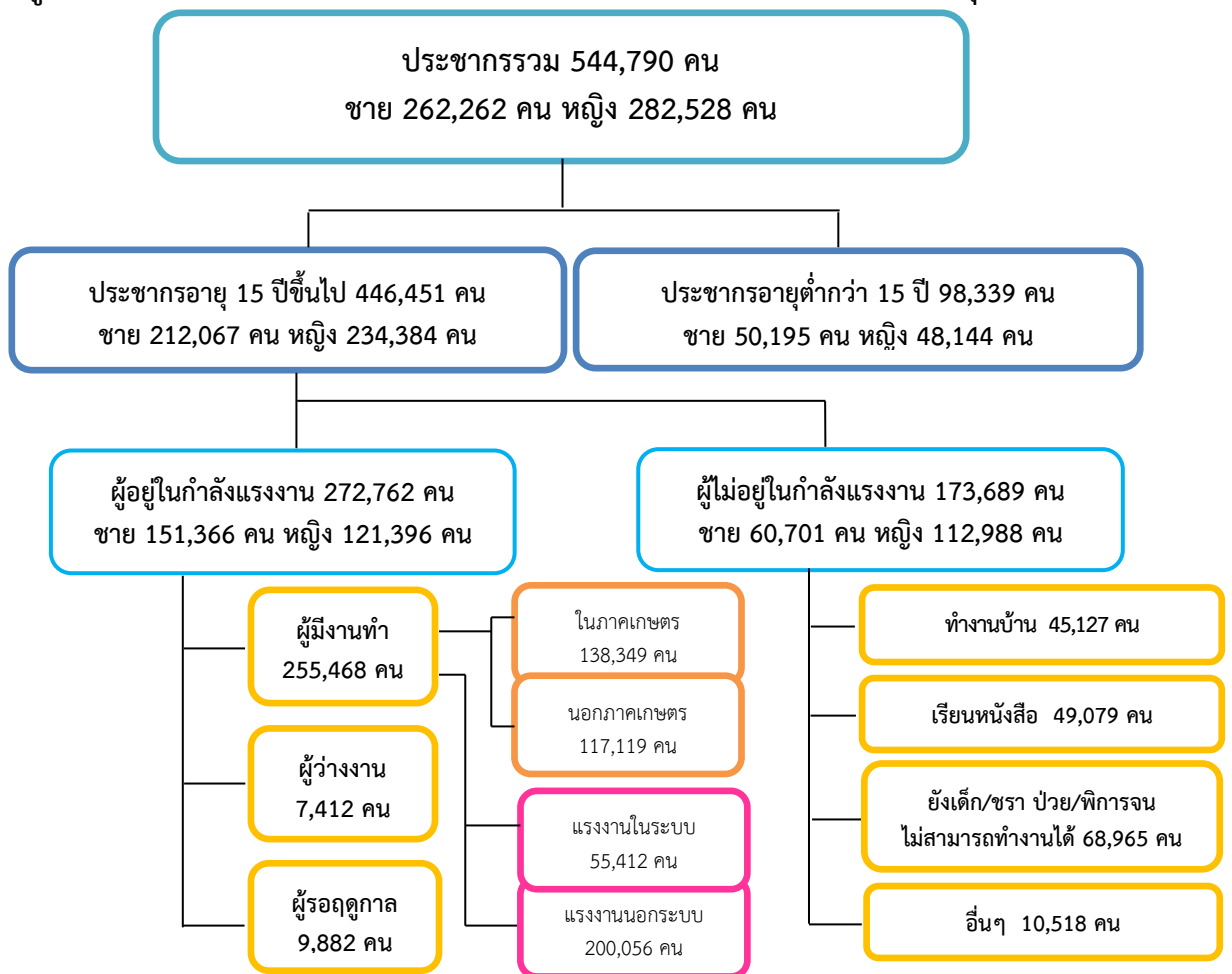 ประชากรรวม 544,790 คน
ชาย 262,262 คน หญิง 282,528 คน
ประชากรอายุ 15 ปีขึ้นไป 446,451 คน
ชาย 212,067 คน หญิง 234,384 คน
ประชากรอายุต่ำกว่า 15 ปี 98,339 คน
ชาย 50,195 คน หญิง 48,144 คน
ผู้อยู่ในกำลังแรงงาน 272,762 คน
ชาย 151,366 คน หญิง 121,396 คน
ผู้ไม่อยู่ในกำลังแรงงาน 173,689 คน
ชาย 60,701 คน หญิง 112,988 คน
ผู้มีงานทำ
255,468 คน
ผู้ว่างงาน
7,412 คน
ผู้รอฤดูกาล
9,882 คน
ในภาคเกษตร
138,349 คน
นอกภาคเกษตร
117,119 คน
แรงงานในระบบ
55,412 คน
แรงงานนอกระบบ
200,056 คน
ทำงานบ้าน 45,127 คน
เรียนหนังสือ 49,079 คน
ยังเด็ก/ชรา ป่วย/พิการจน
ไม่สามารถทำงานได้ 68,965 คน
อื่นๆ 10,518 คน